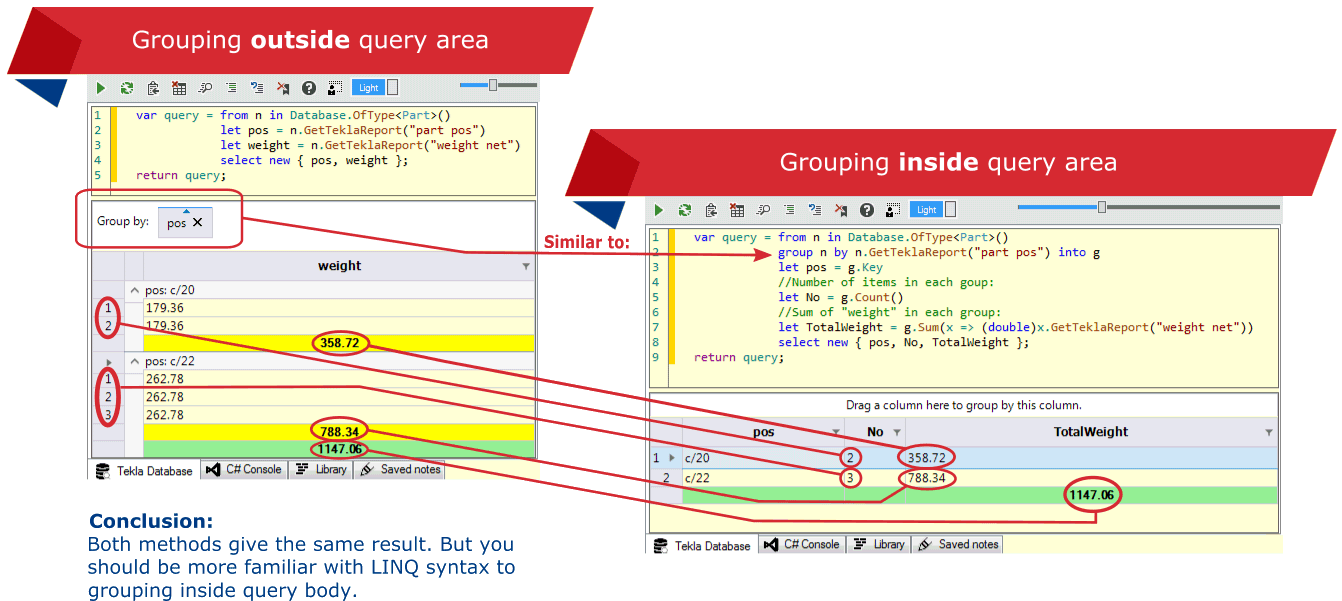 Grouping outside query area
Light
1 var query = from n in Database.OfType<Part>()
2 let pos = n.GetTeklaReport("part pos")
3 let weight = n.GetTeklaReport("weight net")
4 select new { pos, weight };
5 return query;
Group by: pos ✕
weight
pos: c/20
1 179.36
2 179.36
358.72
pos: c/22
1 262.78
2 262.78
3 262.78
788.34
1147.06
Tekla Database C# Console Library Saved notes
Conclusion:
Both methods give the same result. But you
should be more familiar with LINQ syntax to
grouping inside query body.
Similar to:
Grouping inside query area
Light
1 var query = from n in Database.OfType<Part>()
2 group n by n.GetTeklaReport("part pos") into g
3 let pos = g.Key
4 //Number of items in each goup:
5 let No = g.Count()
6 //Sum of "weight" in each group:
7 let TotalWeight = g.Sum(x => (double)x.GetTeklaReport("weight net"))
8 select new { pos, No, TotalWeight };
9 return query;
Drag a column here to group by this column.
pos No TotalWeight
1 c/20 2 358.72
2 c/22 3 788.34
1147.06
Tekla Database C# Console Library Saved notes